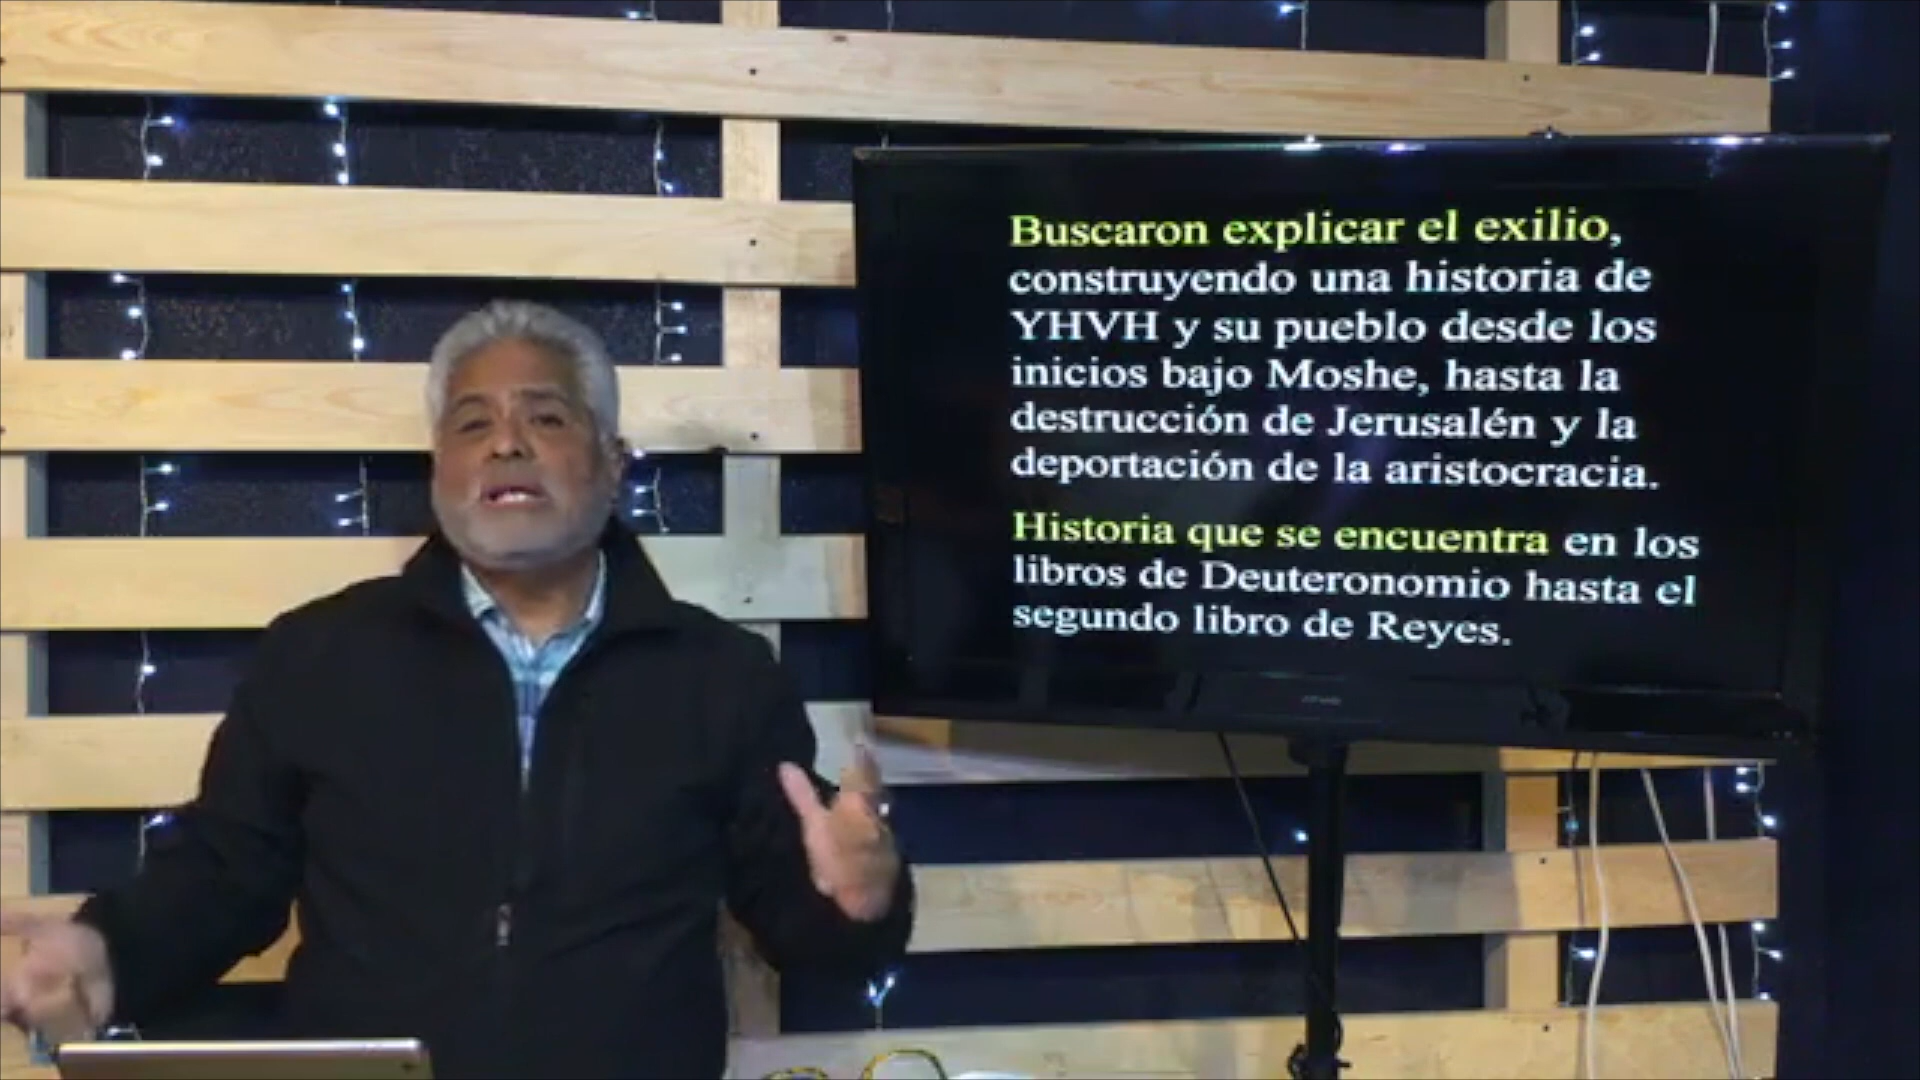 Buscaron explicar el exilio,
construyendo una historia de
YHVH y su pueblo desde los
inicios bajo Moshe, hasta la
destrucción de Jerusalén y la
deportación de la aristocracia.
Historia que se encuentra en los
libros de Deuteronomio hasta el
segundo libro de Reyes.